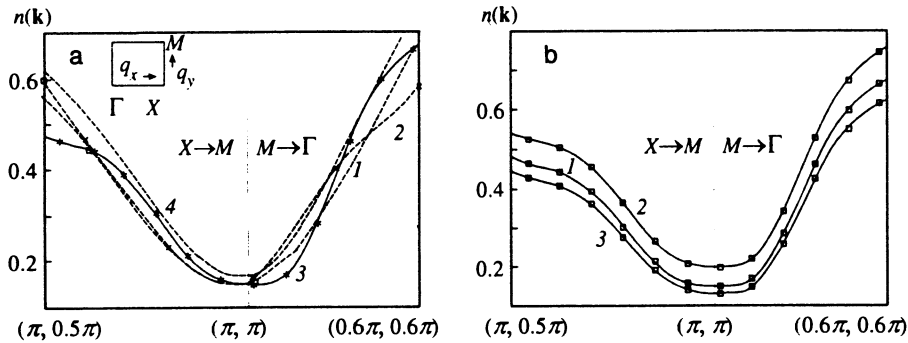 n(k)
n(k)
a
M
b
q_x
q_y
0.6
0.6
Γ
X
X→M
M→Γ
2
X→M
M→Γ
1
1
0.4
0.4
2
4
3
0.2
3
0.2
(π, 0.5π)
(π, π)
(0.6π, 0.6π)
(π, 0.5π)
(π, π)
(0.6π, 0.6π)